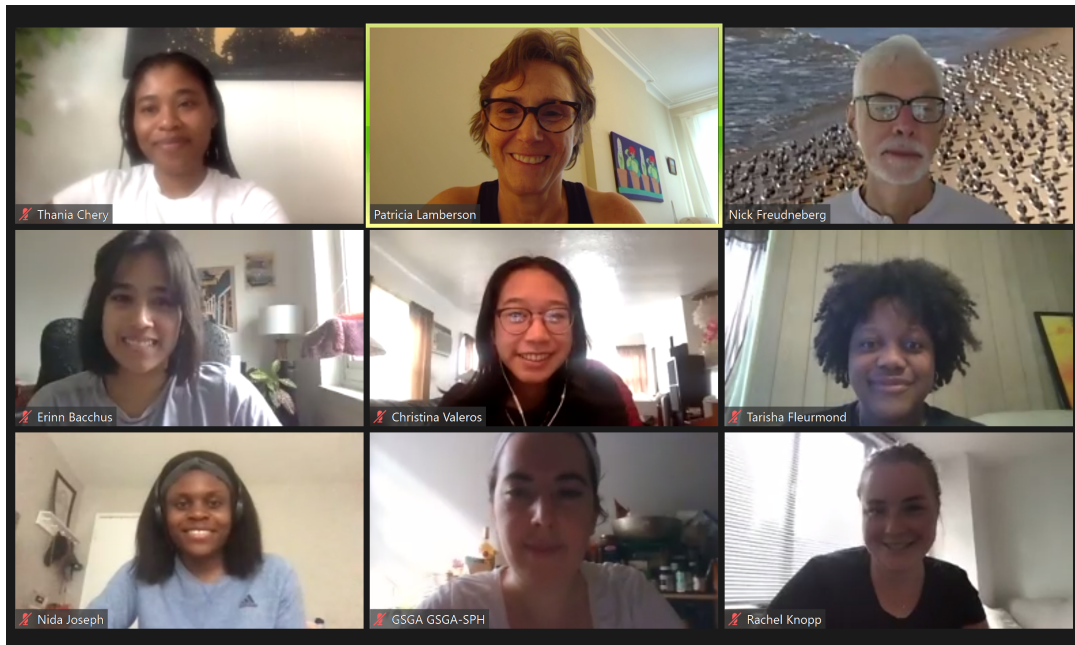 Thania Chery
Patricia Lamberson
Nick Freudneberg
Erinn Bacchus
Christina Valeros
Tarisha Fleurmond
Nida Joseph
GSGA GSGA-SPH
Rachel Knopp